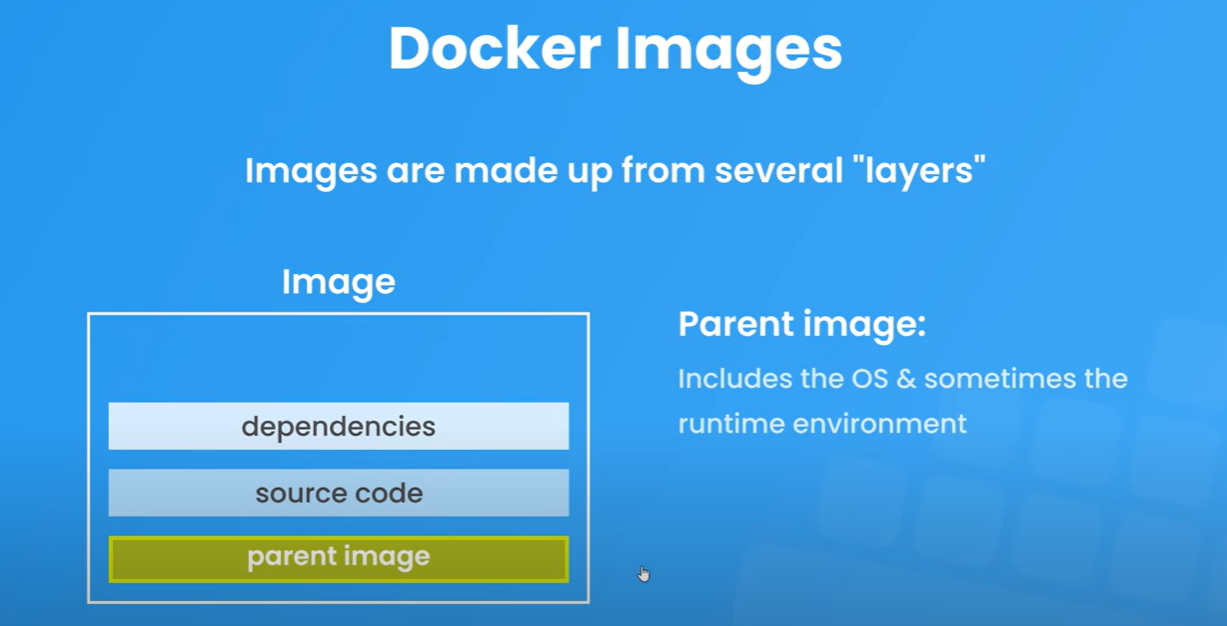 Docker Images
Images are made up from several "layers"
Image
dependencies
source code
parent image
Parent image:
Includes the OS & sometimes the
runtime environment